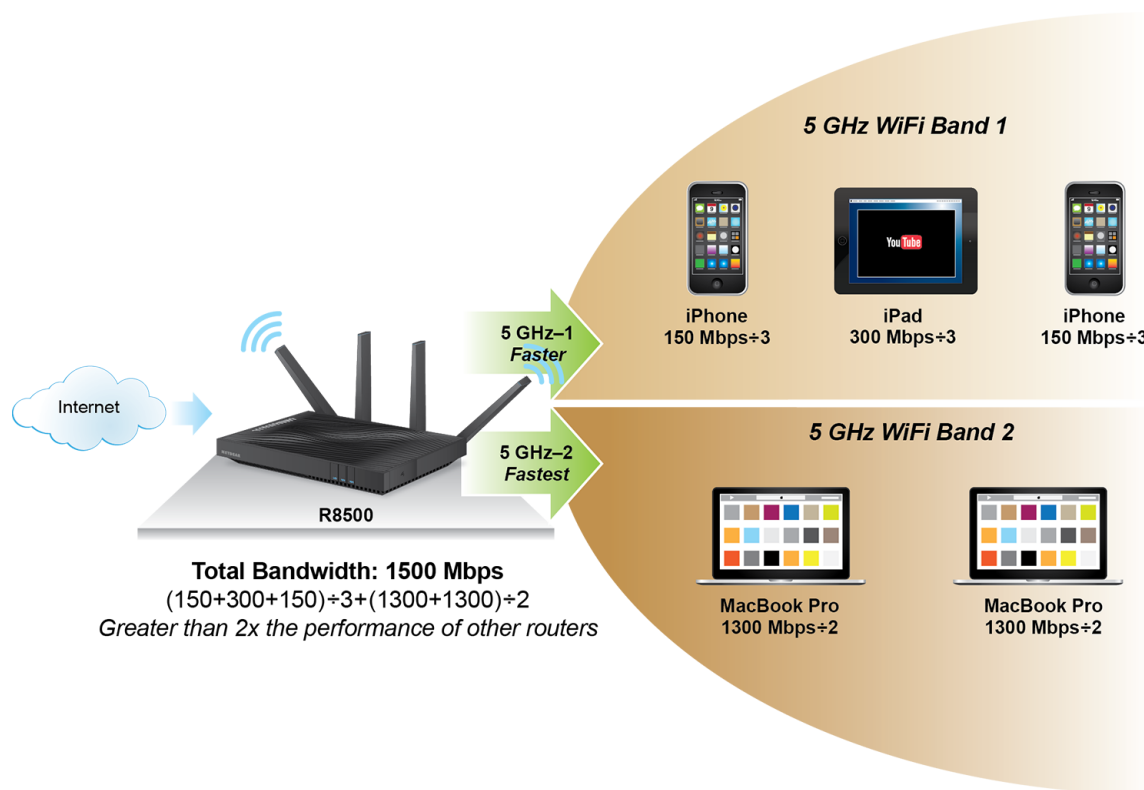 5 GHz WiFi Band 1
iPhone
150 Mbps÷3
YouTube
iPad
300 Mbps÷3
iPhone
150 Mbps÷3
5 GHz–1
Faster
Internet
5 GHz–2
Fastest
NETGEAR
R8500
Total Bandwidth: 1500 Mbps
(150+300+150)÷3+(1300+1300)÷2
Greater than 2x the performance of other routers
5 GHz WiFi Band 2
MacBook Pro
1300 Mbps÷2
MacBook Pro
1300 Mbps÷2